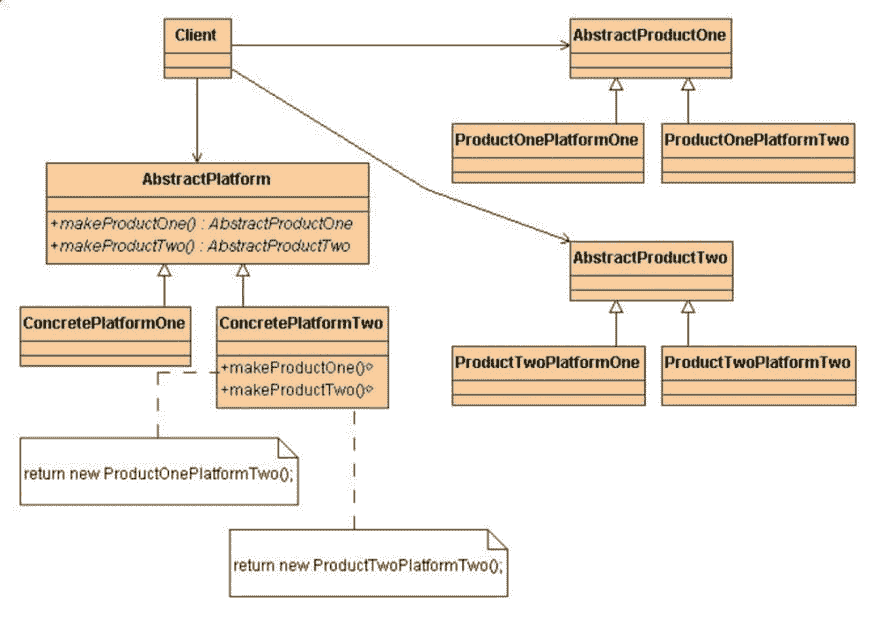 Client
AbstractProductOne
ProductOnePlatformOne
ProductOnePlatformTwo
AbstractPlatform
+makeProductOne() : AbstractProductOne
+makeProductTwo() : AbstractProductTwo
AbstractProductTwo
ConcretePlatformOne
ConcretePlatformTwo
+makeProductOne()
+makeProductTwo()
ProductTwoPlatformOne
ProductTwoPlatformTwo
return new ProductOnePlatformTwo();
return new ProductTwoPlatformTwo();